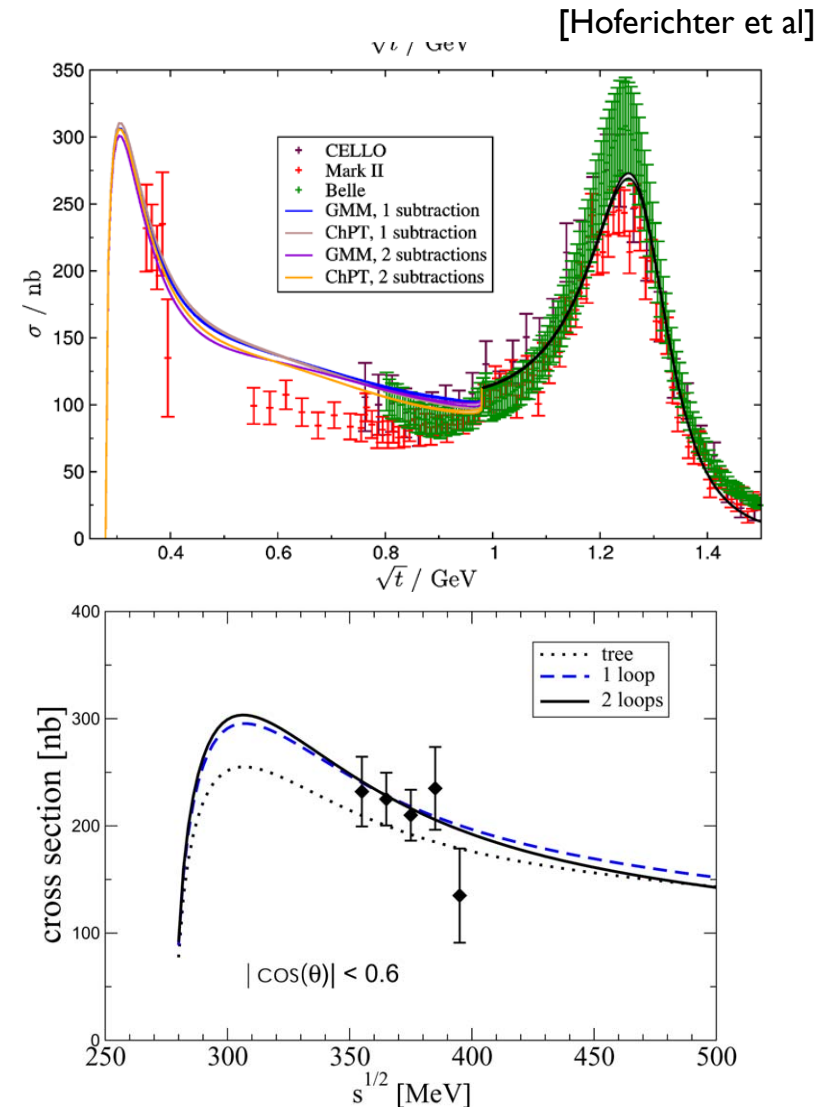 [Hoferichter et al]
√t / GeV
350
300
250
200
150
100
50
0
σ / nb
CELLO
Mark II
Belle
GMM, 1 subtraction
ChPT, 1 subtraction
GMM, 2 subtractions
ChPT, 2 subtractions
0.4 0.6 0.8 1 1.2 1.4
√t / GeV
400
300
200
100
0
cross section [nb]
tree
1 loop
2 loops
| cos(θ)| < 0.6
250 300 350 400 450 500
s^1/2 [MeV]